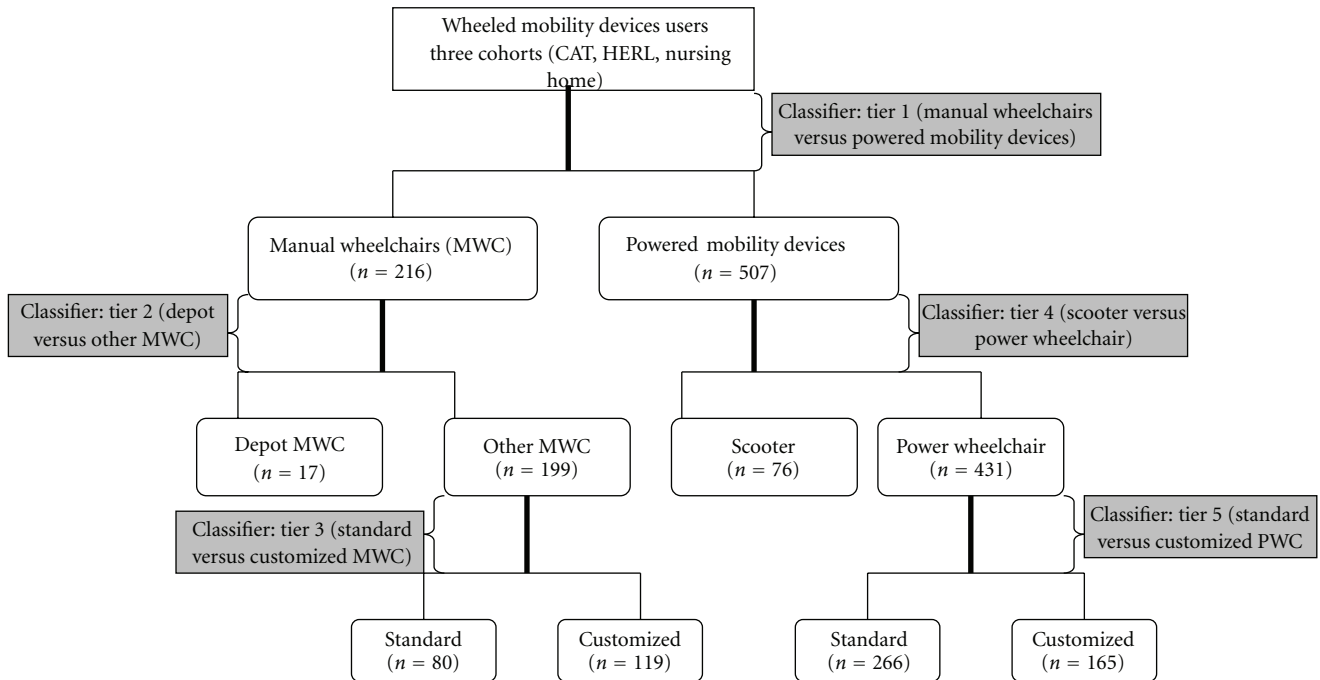 Wheeled mobility devices users
three cohorts (CAT, HERL, nursing
home)
Classifier: tier 1 (manual wheelchairs
versus powered mobility devices)
Manual wheelchairs (MWC)
(n = 216)
Powered mobility devices
(n = 507)
Classifier: tier 2 (depot
versus other MWC)
Classifier: tier 4 (scooter versus
power wheelchair)
Depot MWC
(n = 17)
Other MWC
(n = 199)
Scooter
(n = 76)
Power wheelchair
(n = 431)
Classifier: tier 3 (standard
versus customized MWC)
Classifier: tier 5 (standard
versus customized PWC
Standard
(n = 80)
Customized
(n = 119)
Standard
(n = 266)
Customized
(n = 165)